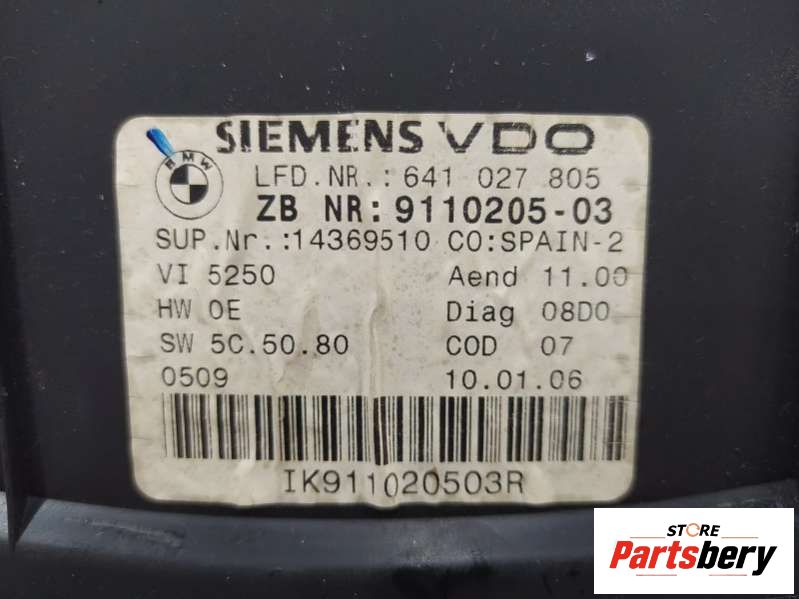 SIEMENS VDO
BMW
LFD.NR.:641 027 805
ZB NR:9110205-03
SUP.Nr.:14369510 CO:SPAIN-2
VI 5250 Aend 11.00
HW 0E Diag 08D0
SW 5C.50.80 COD 07
0509 10.01.06
IK911020503R
STORE
Partsbery